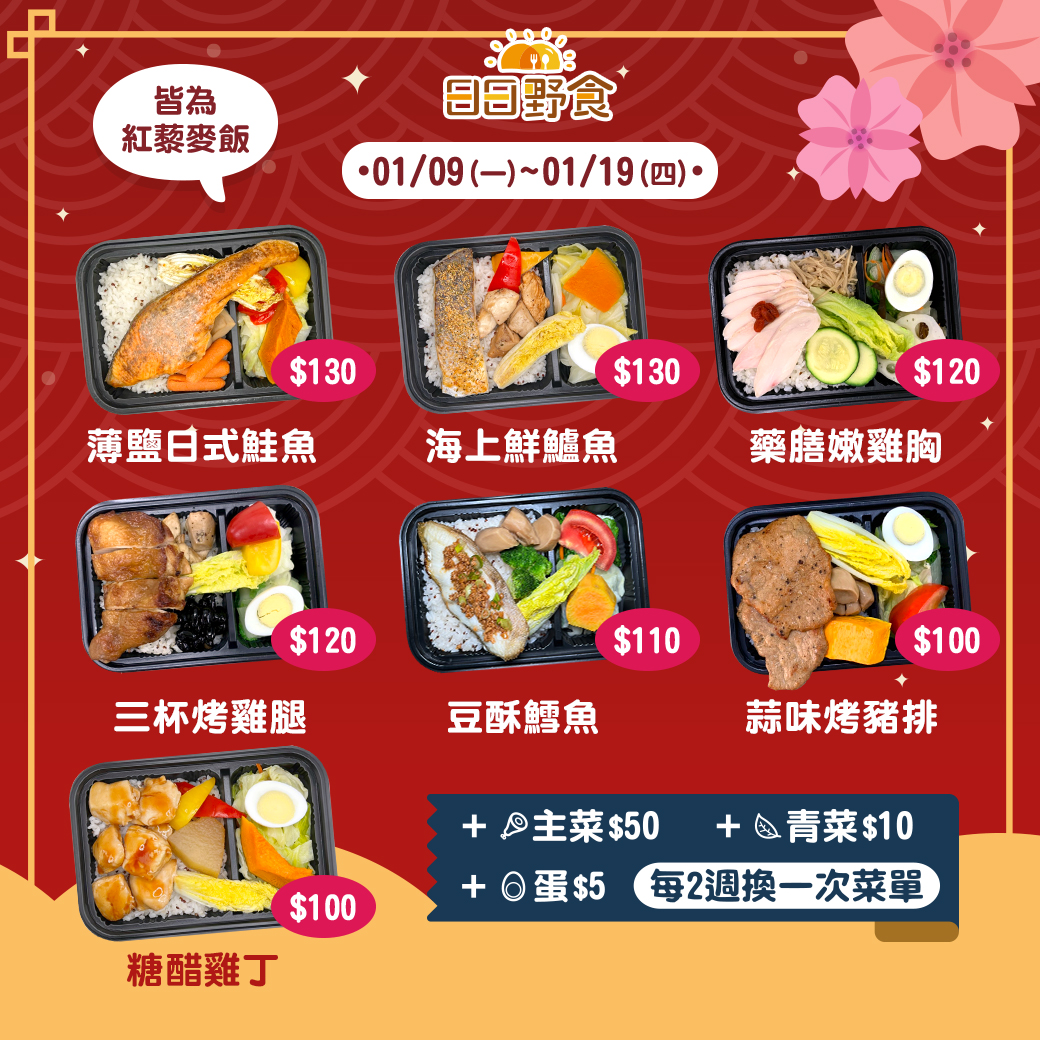 日日野食
皆為
紅藜麥飯
•01/09(一)~01/19(四)•
$130
$130
$120
薄鹽日式鮭魚
海上鮮鱸魚
藥膳嫩雞胸
$120
$110
$100
三杯烤雞腿
豆酥鱈魚
蒜味烤豬排
$100
糖醋雞丁
+ 主菜$50
+ 青菜$10
+ 蛋$5
每2週換一次菜單